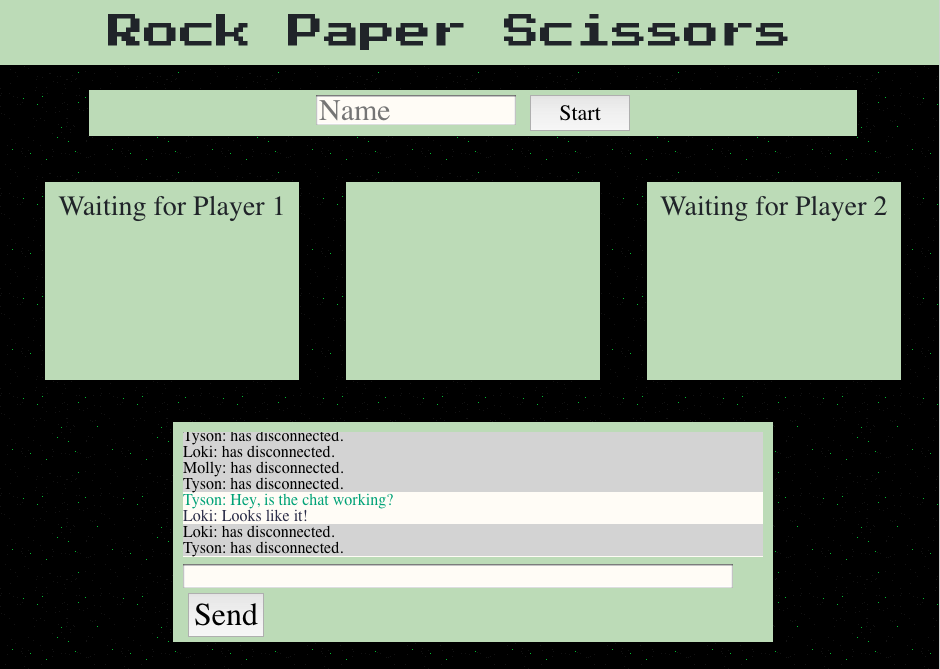 Rock Paper Scissors
Name
Start
Waiting for Player 1
Waiting for Player 2
Tyson: has disconnected.
Loki: has disconnected.
Molly: has disconnected.
Tyson: has disconnected.
Tyson: Hey, is the chat working?
Loki: Looks like it!
Loki: has disconnected.
Tyson: has disconnected.
Send